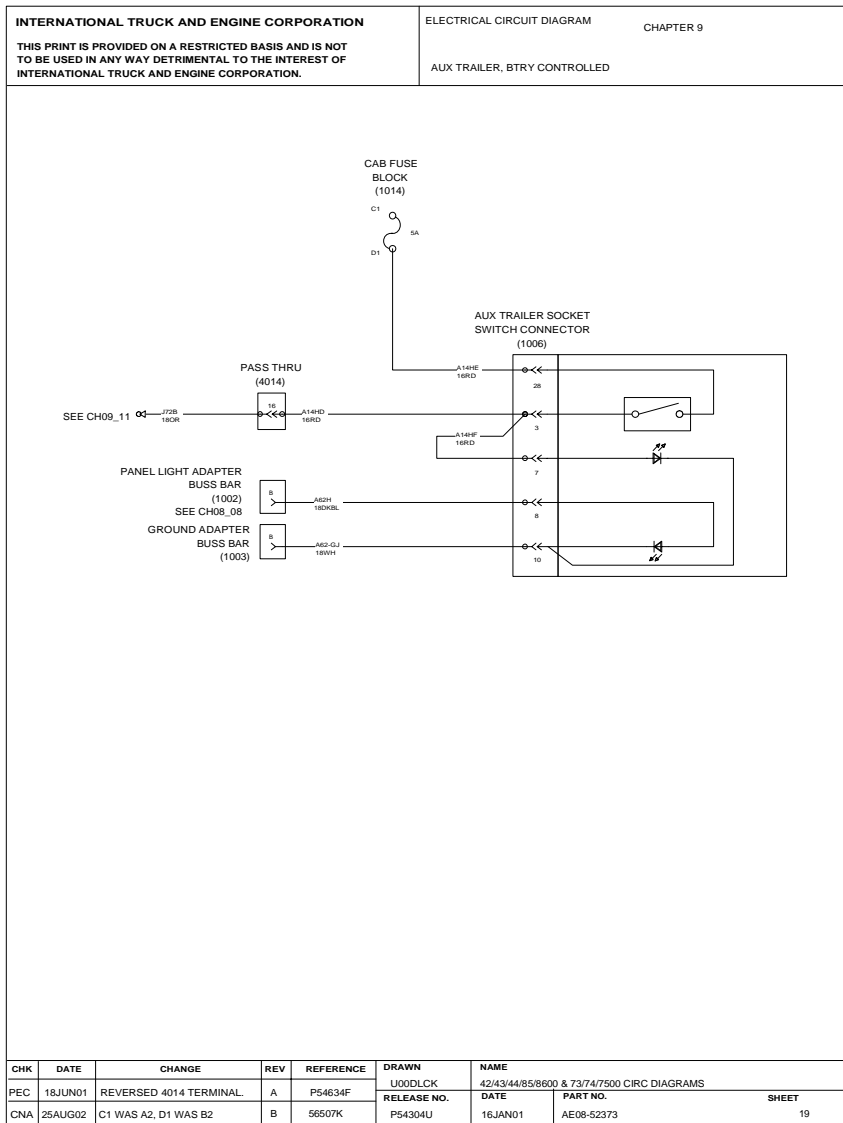 INTERNATIONAL TRUCK AND ENGINE CORPORATION
THIS PRINT IS PROVIDED ON A RESTRICTED BASIS AND IS NOT
TO BE USED IN ANY WAY DETRIMENTAL TO THE INTEREST OF
INTERNATIONAL TRUCK AND ENGINE CORPORATION.
ELECTRICAL CIRCUIT DIAGRAM
CHAPTER 9
AUX TRAILER, BTRY CONTROLLED
CAB FUSE
BLOCK
(1014)
C1
5A
D1
AUX TRAILER SOCKET
SWITCH CONNECTOR
(1006)
A14HE
16RD
28
PASS THRU
(4014)
16
SEE CH09_11
J72B
18OR
A14HD
16RD
3
A14HF
16RD
7
PANEL LIGHT ADAPTER
BUSS BAR
(1002)
SEE CH08_08
B
A62H
18DKBL
8
GROUND ADAPTER
BUSS BAR
(1003)
B
A62-GJ
18WH
10
CHK DATE CHANGE REV REFERENCE
PEC 18JUN01 REVERSED 4014 TERMINAL. A P54634F
CNA 25AUG02 C1 WAS A2, D1 WAS B2 B 56507K
DRAWN
U00DLCK
NAME
42/43/44/85/8600 & 73/74/7500 CIRC DIAGRAMS
RELEASE NO.
P54304U
DATE
16JAN01
PART NO.
AE08-52373
SHEET
19